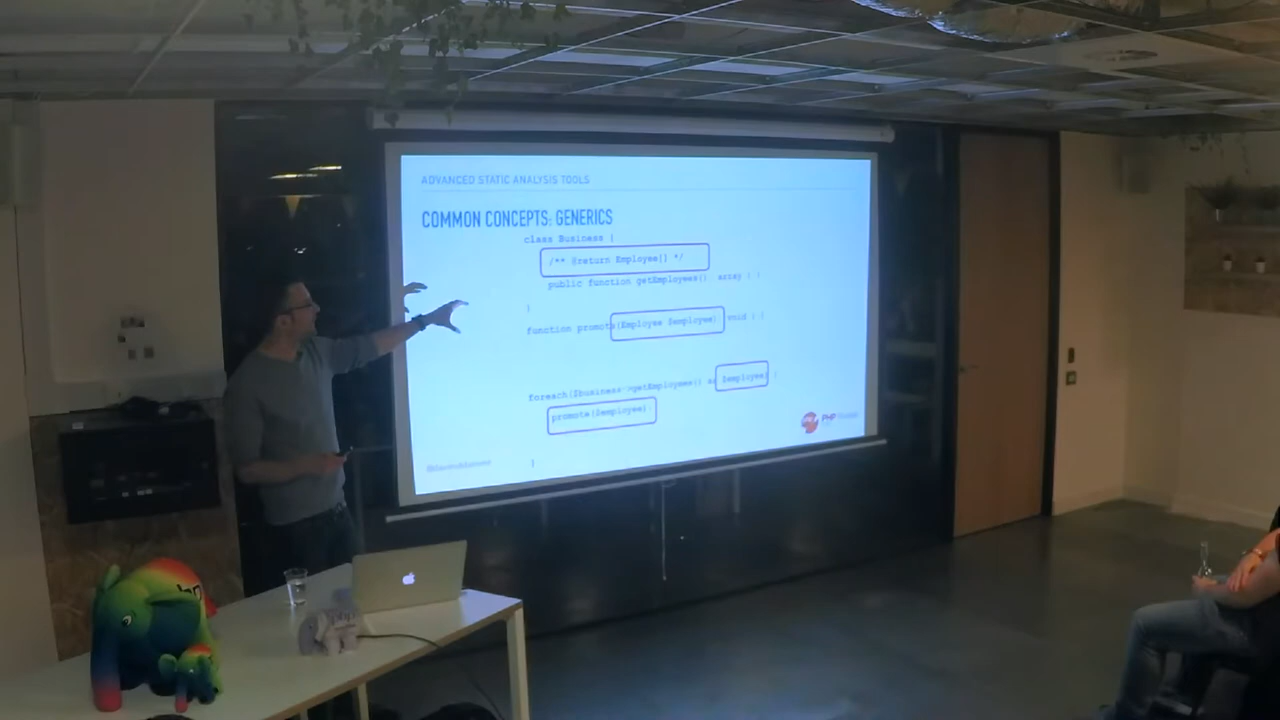 ADVANCED STATIC ANALYSIS TOOLS
COMMON CONCEPTS: GENERICS
class Business {
/** @return Employee[] */
public function getEmployees() array { }
}
function promote(Employee $employee) void { }
foreach($business->getEmployees() as $employee) {
promote($employee)
}
PHP